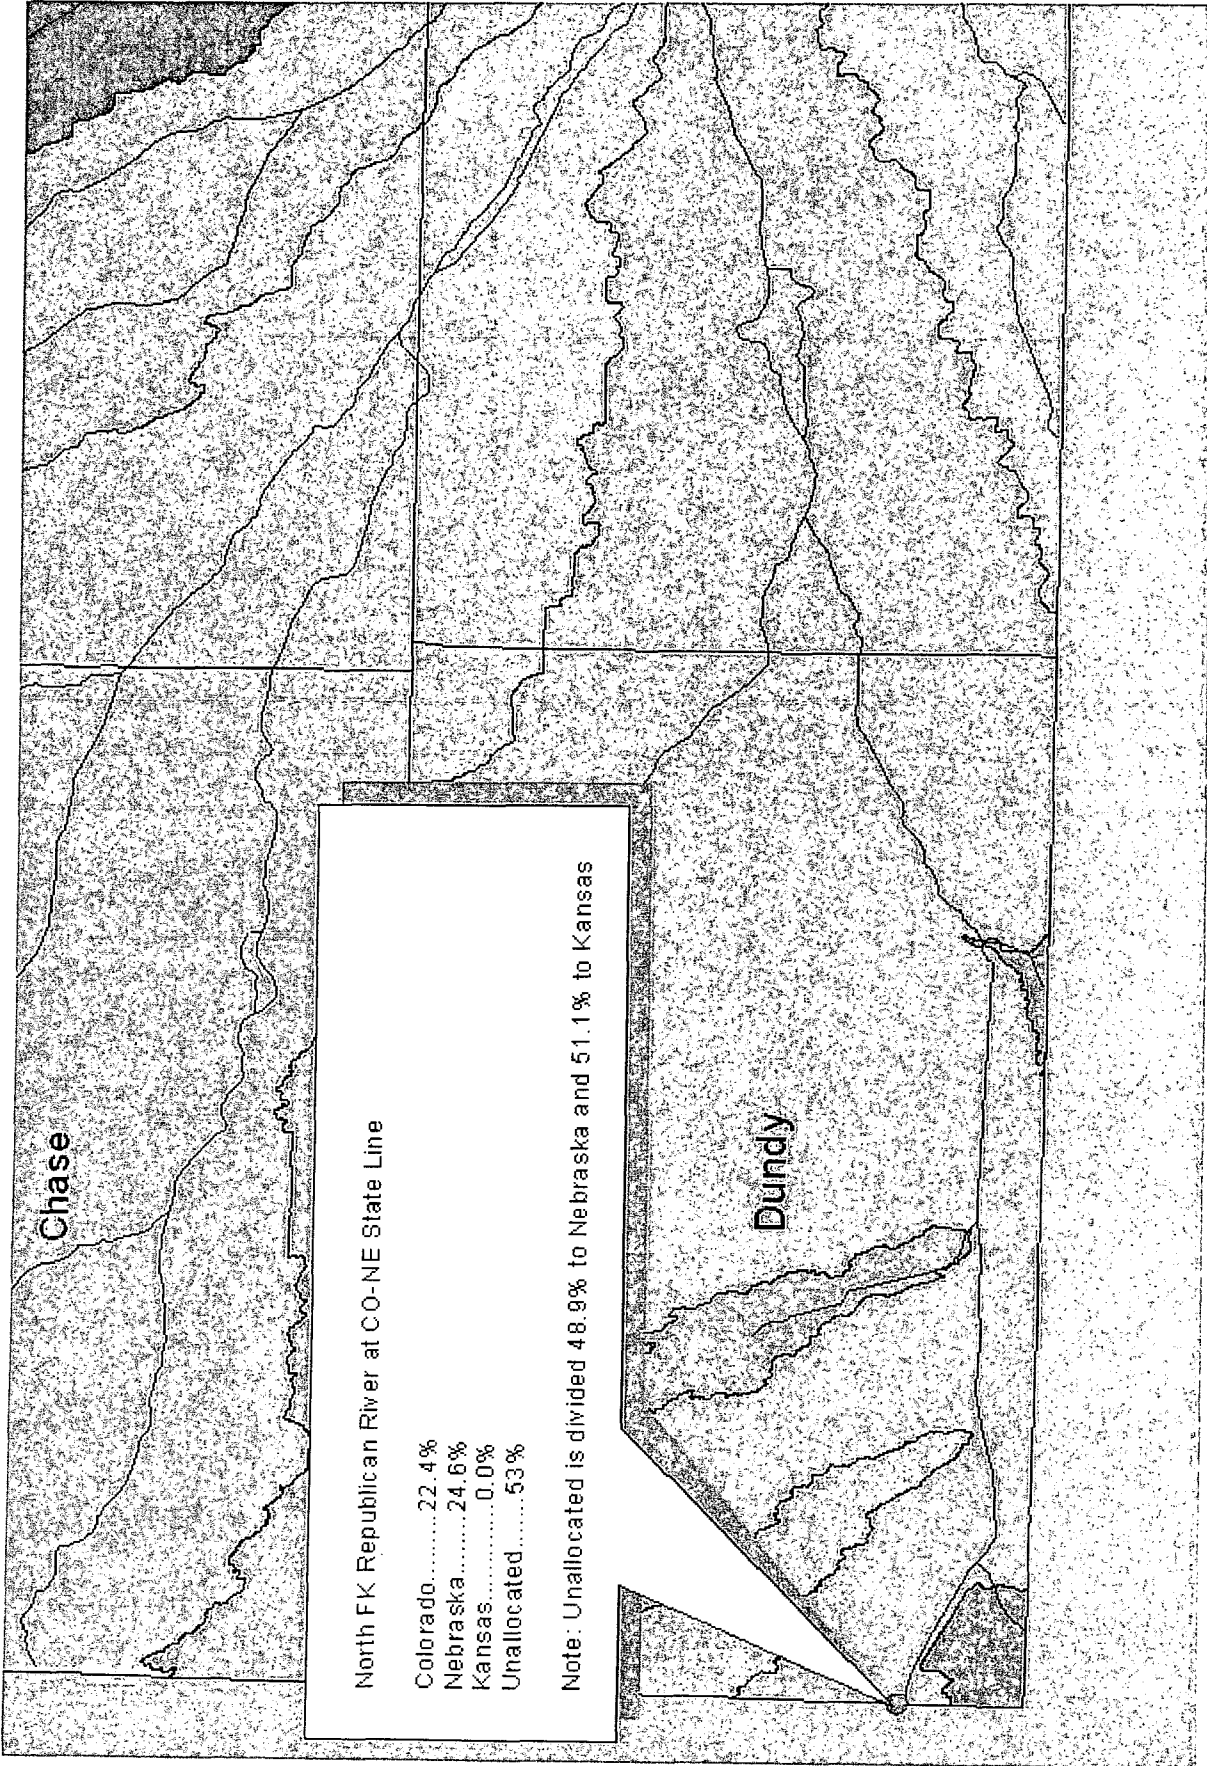 Chase
North FK Republican River at CO-NE State Line
Colorado..........22.4%
Nebraska.........24.6%
Kansas..............0.0%
Unallocated......53%
Note: Unallocated is divided 48.9% to Nebraska and 51.1% to Kansas
Dundy